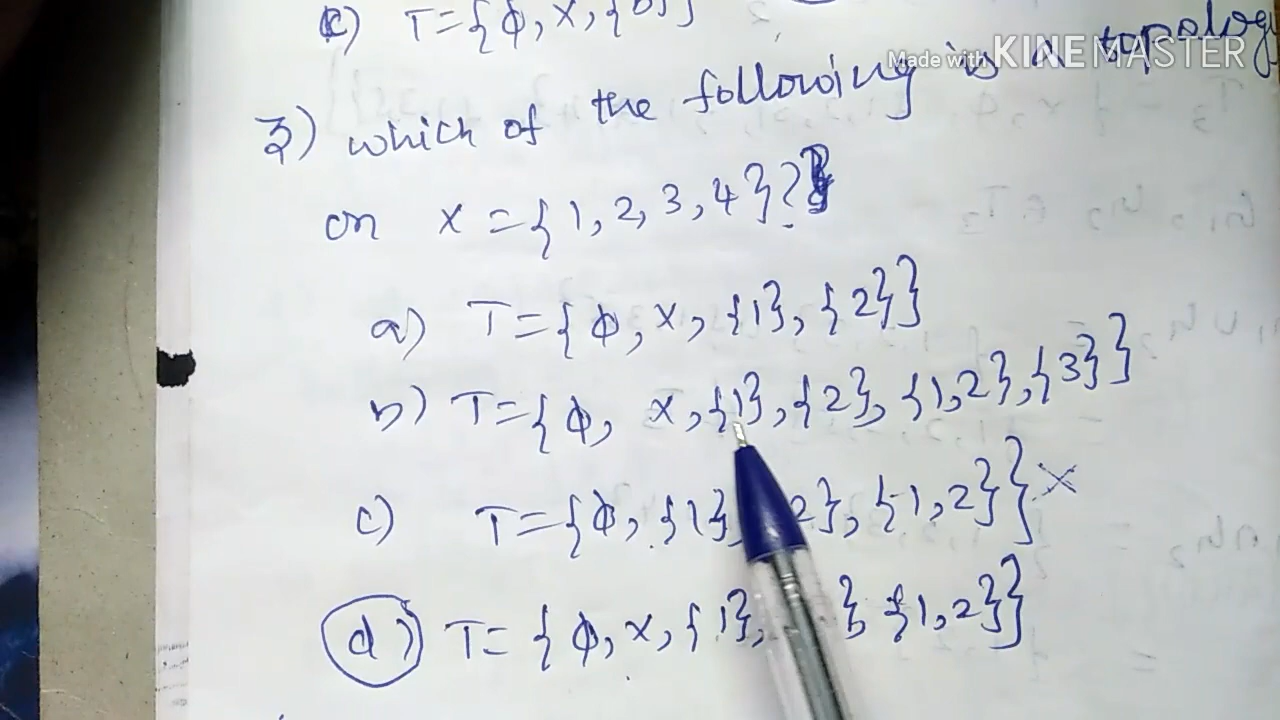 c) T={ϕ, X, {b}}
Made with KINEMASTER
3) which of the following is a topology
on X = {1, 2, 3, 4}?
a) T={ϕ, X, {1}, {2}}
b) T={ϕ, X, {1}, {2}, {1,2}, {3}}
c) T={ϕ, {1}, 2}, {1,2}} X
d) T= {ϕ, X, {1}, }, {1,2}}